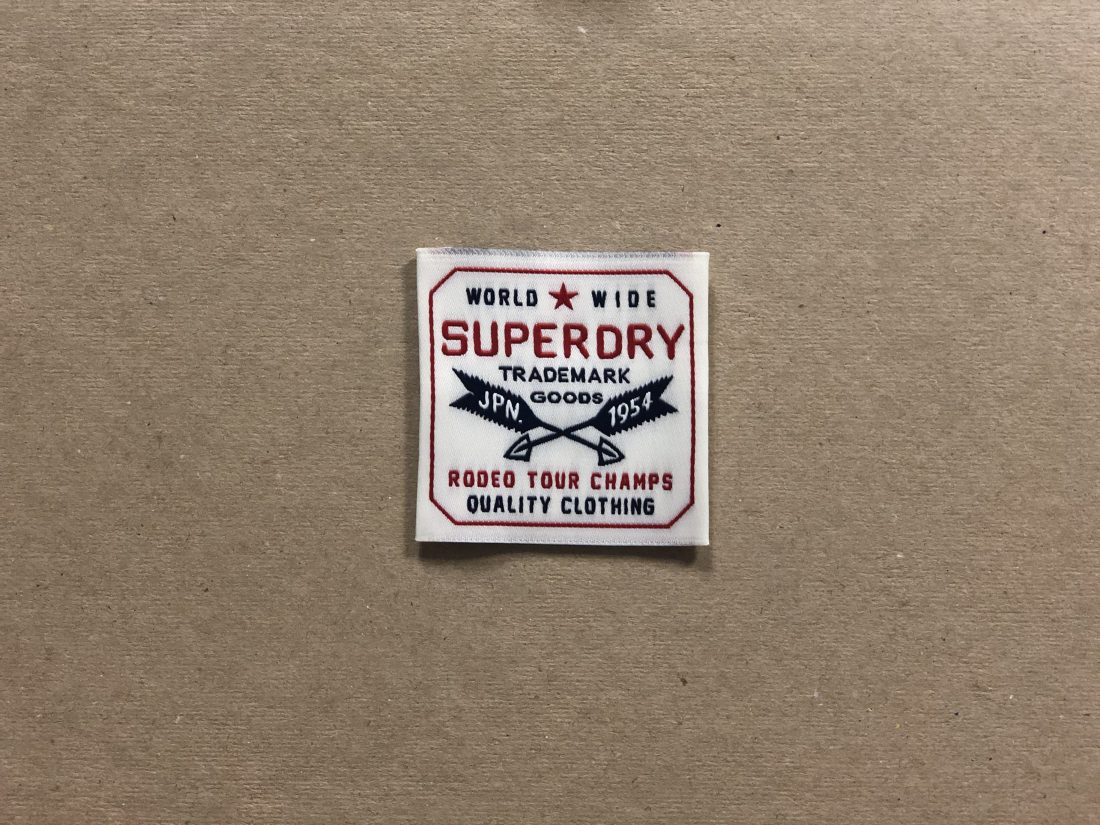 WORLD ★ WIDE
SUPERDRY
TRADEMARK
GOODS
JPN. 1954
RODEO TOUR CHAMPS
QUALITY CLOTHING